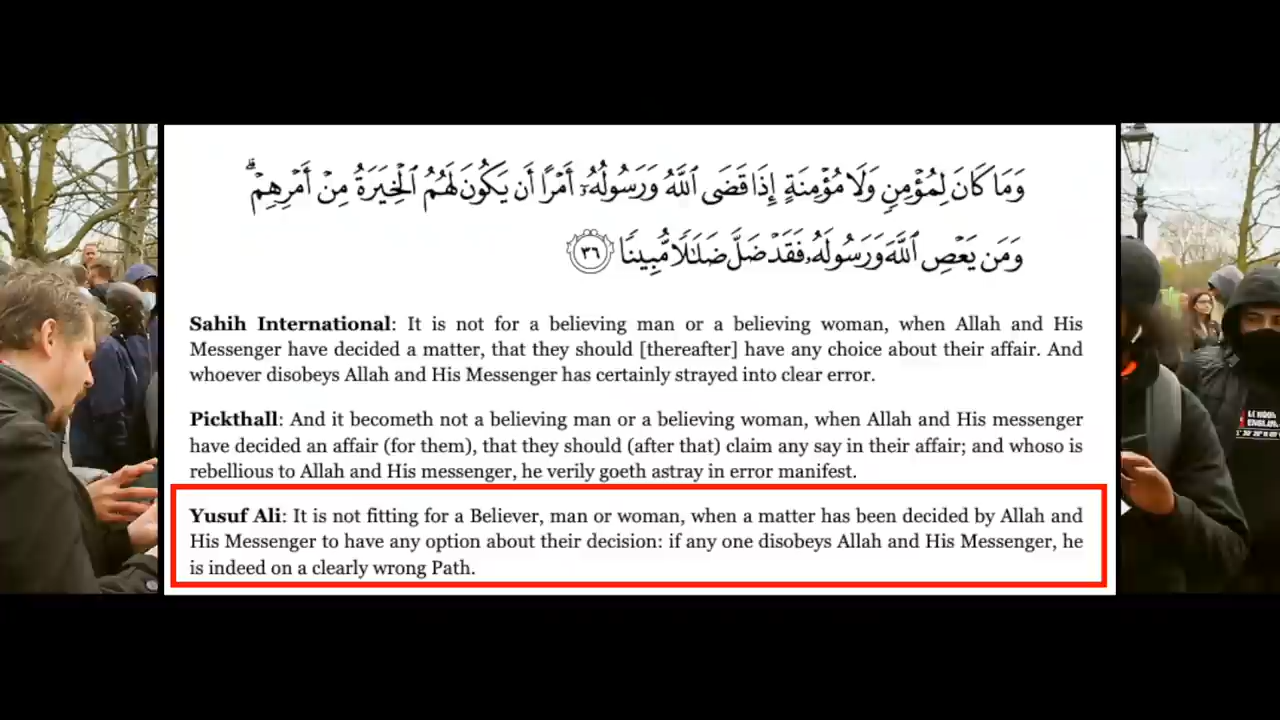 وَمَا كَانَ لِمُؤْمِنٍ وَلَا مُؤْمِنَةٍ إِذَا قَضَى ٱللَّهُ وَرَسُولُهُۥٓ أَمْرًا أَن يَكُونَ لَهُمُ ٱلْخِيَرَةُ مِنْ أَمْرِهِمْ ۗ
وَمَن يَعْصِ ٱللَّهَ وَرَسُولَهُۥ فَقَدْ ضَلَّ ضَلَٰلًا مُّبِينًا ٣٦
Sahih International: It is not for a believing man or a believing woman, when Allah and His
Messenger have decided a matter, that they should [thereafter] have any choice about their affair. And
whoever disobeys Allah and His Messenger has certainly strayed into clear error.
Pickthall: And it becometh not a believing man or a believing woman, when Allah and His messenger
have decided an affair (for them), that they should (after that) claim any say in their affair; and whoso is
rebellious to Allah and His messenger, he verily goeth astray in error manifest.
Yusuf Ali: It is not fitting for a Believer, man or woman, when a matter has been decided by Allah and
His Messenger to have any option about their decision: if any one disobeys Allah and His Messenger, he
is indeed on a clearly wrong Path.